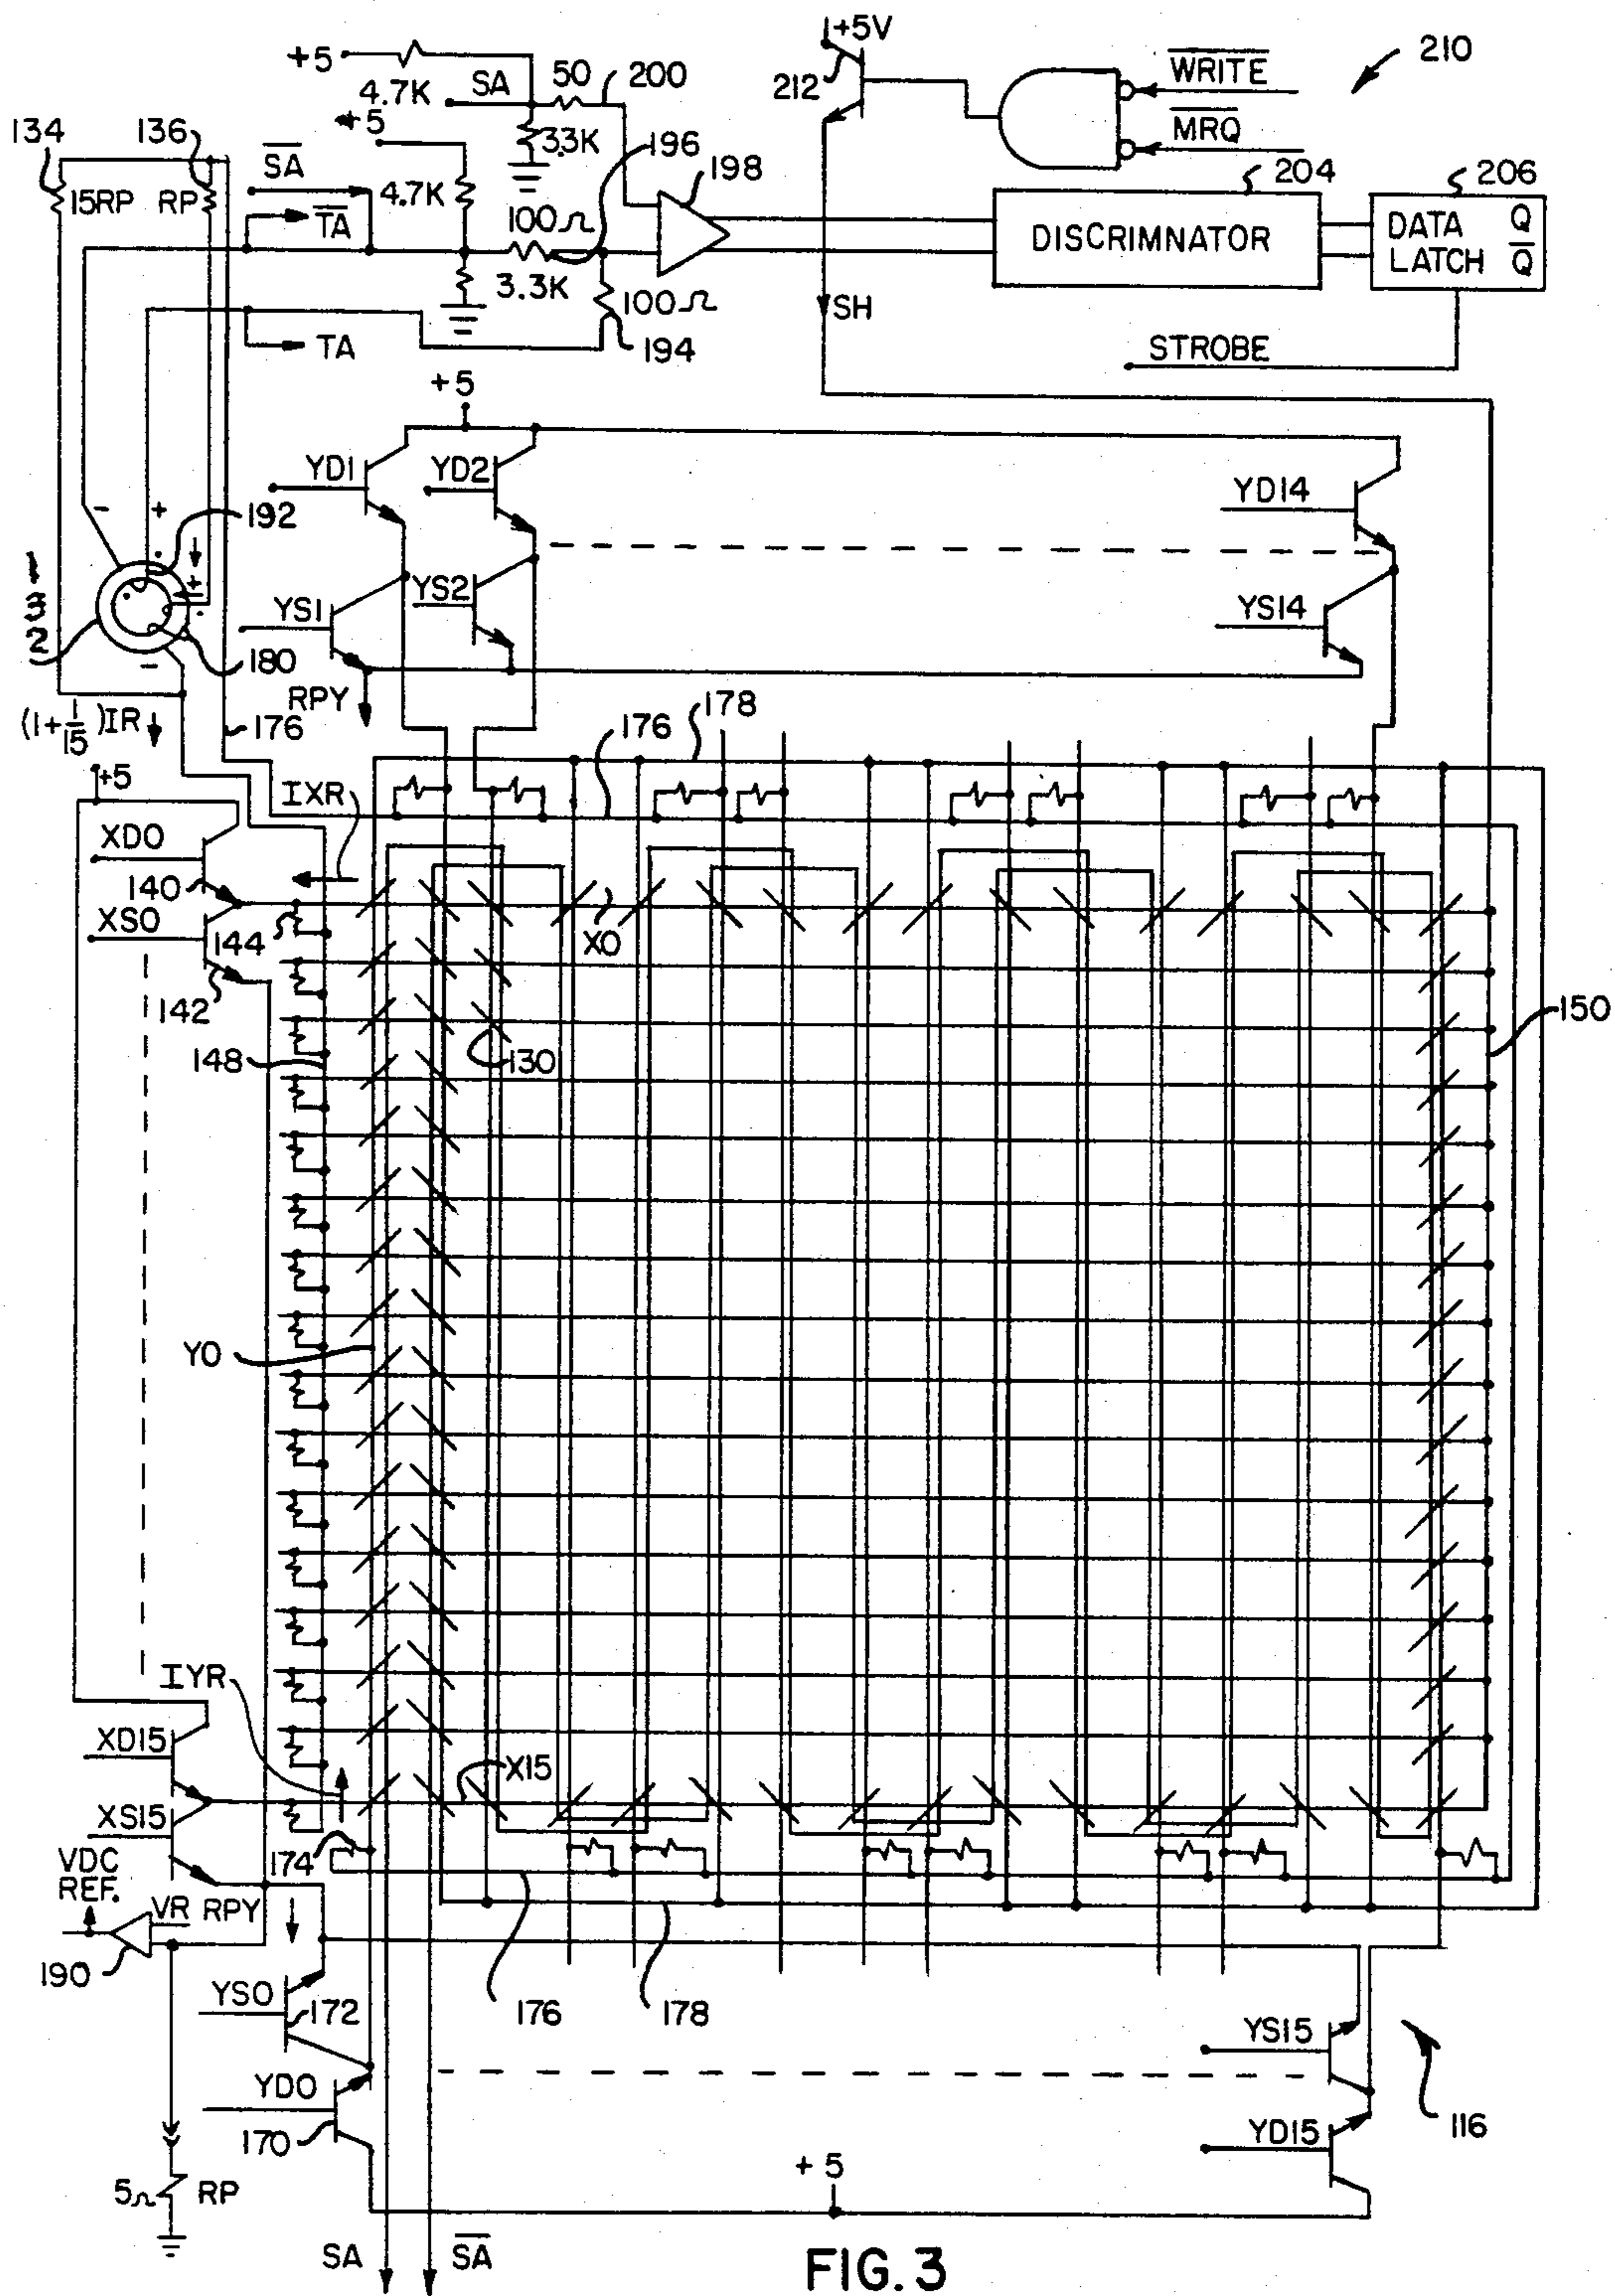 +5
4.7K
SA
50
200
3.3K
+5V
212
WRITE
MRQ
210
134
136
+5
SA
15RP
RP
4.7K
TA
100Ω
196
198
204
206
DISCRIMNATOR
DATA Q
LATCH Q
3.3K
100Ω
194
TA
SH
STROBE
+5
YD1
YD2
YD14
-
+
192
+
132
YS1
YS2
YS14
180
-
RPY
(1+1/15)IR
176
176
178
+5
IXR
XD0
140
XS0
144
X0
142
148
130
150
Y0
IYR
XD15
X15
XS15
174
VDC
REF.
VR
RPY
190
YS0
172
176
178
YS15
YD0
170
116
YD15
5Ω
RP
+5
SA
SA
FIG. 3